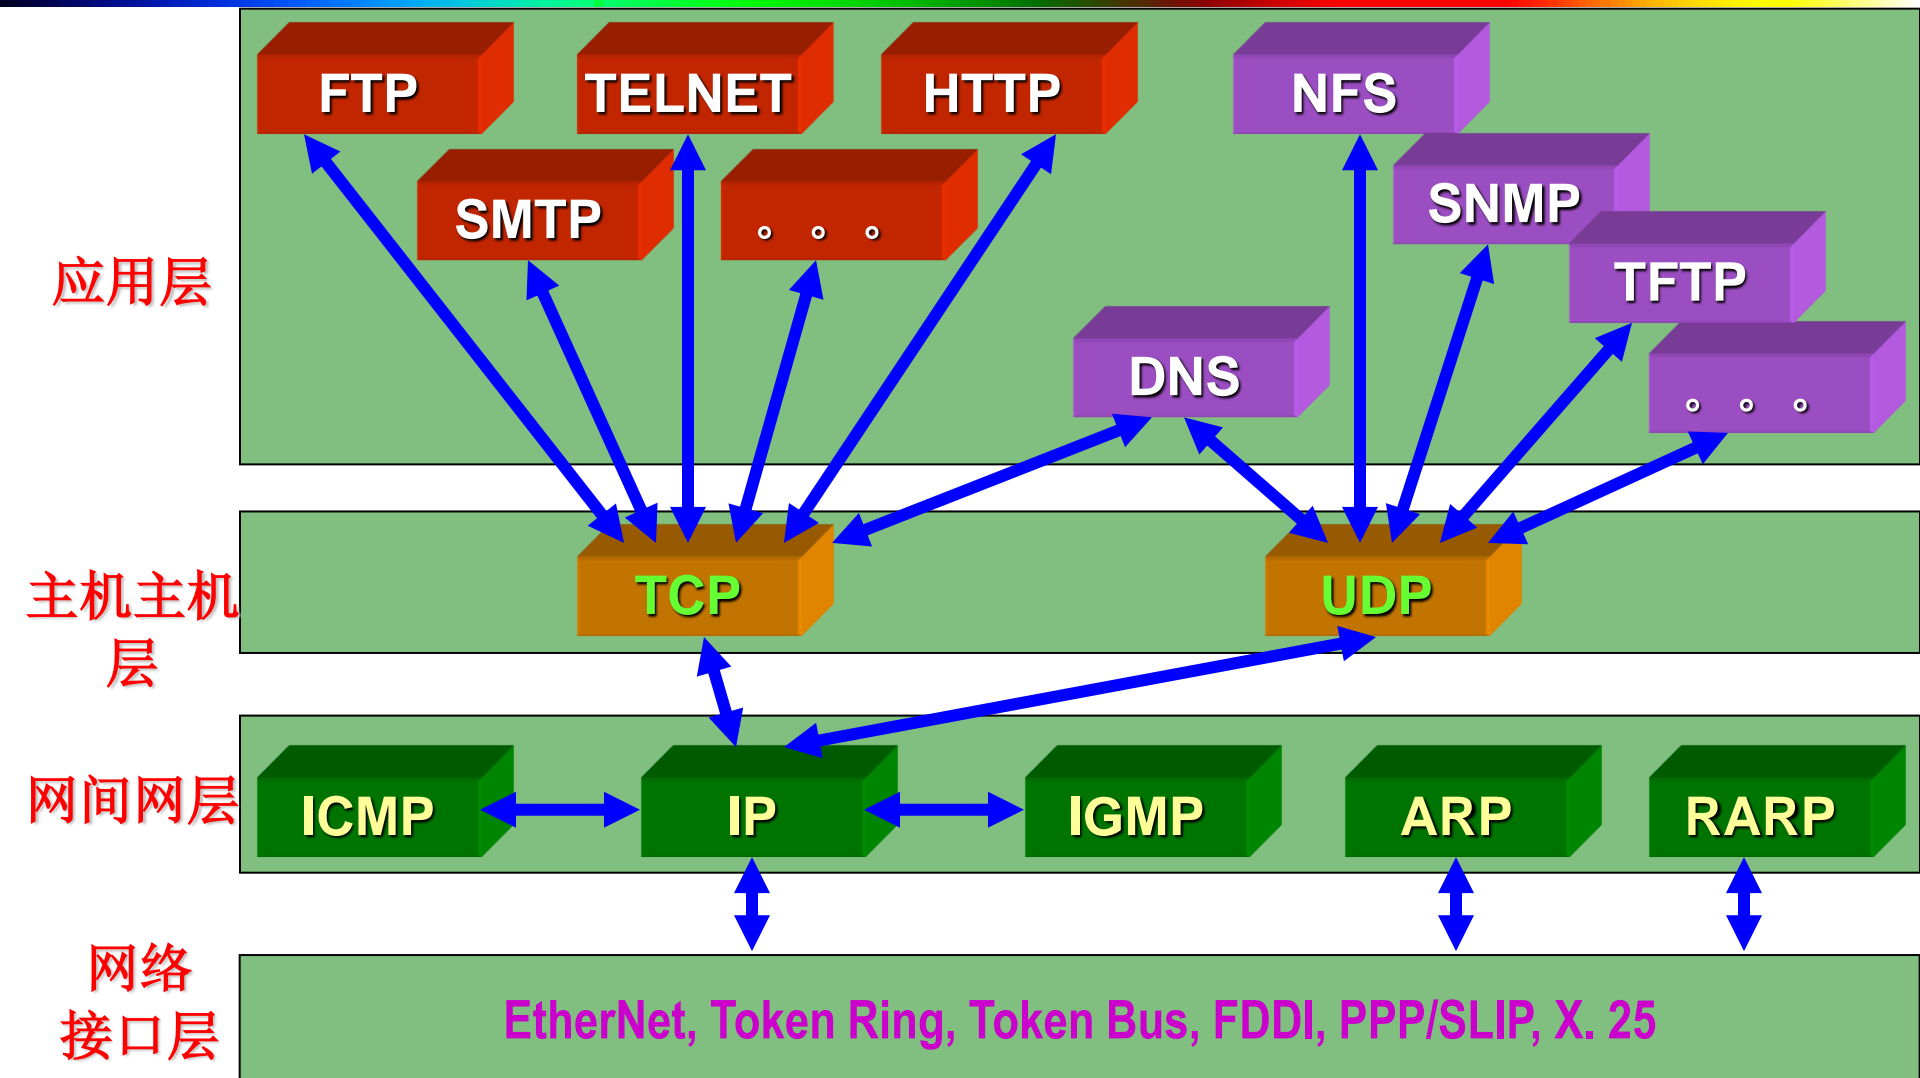 FTP
TELNET
HTTP
NFS
SMTP
。。。
SNMP
TFTP
DNS
。。。
应用层
TCP
UDP
主机主机
层
网间网层
ICMP
IP
IGMP
ARP
RARP
网络
接口层
EtherNet, Token Ring, Token Bus, FDDI, PPP/SLIP, X. 25